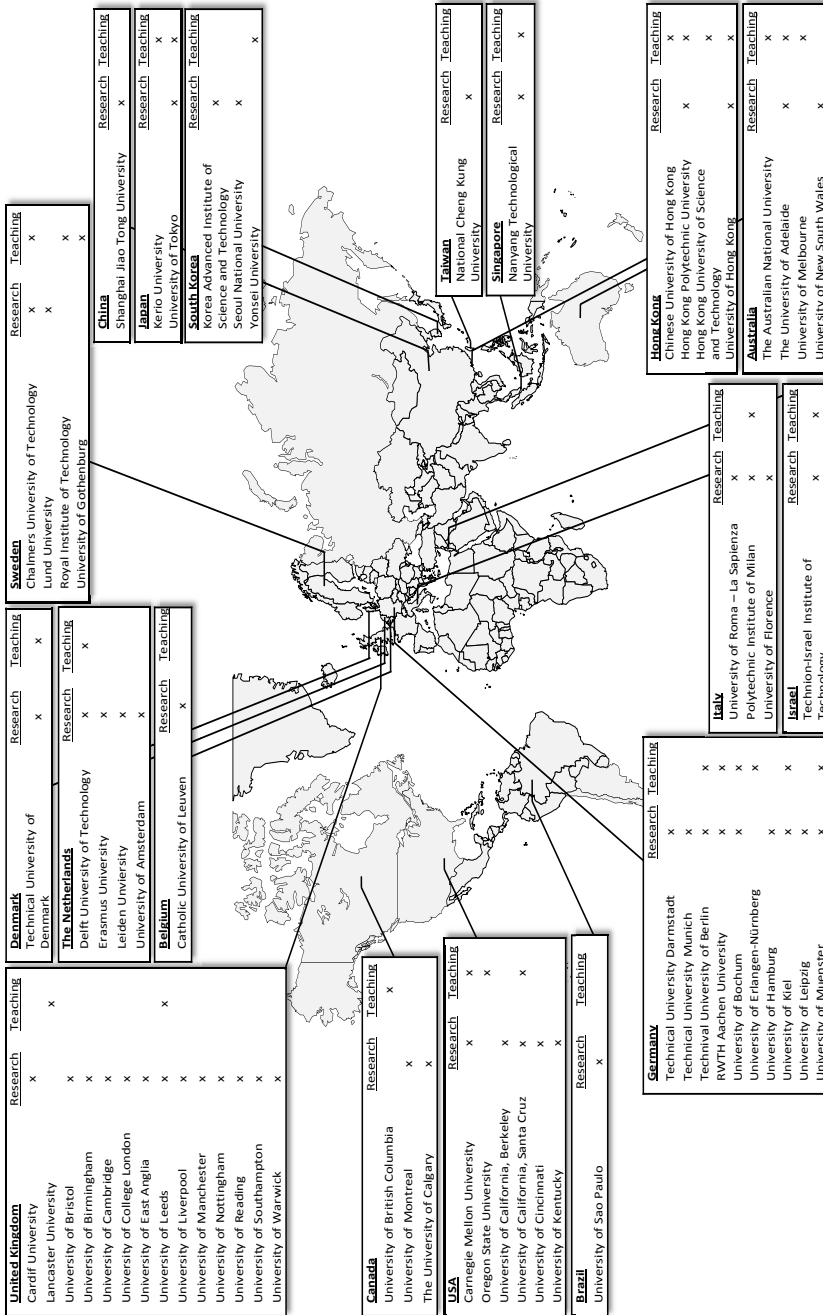 United Kingdom Research Teaching
Cardif University x
Lancaster University x
University of Bristol x
University of Birmingham x
University of Cambridge x
University of College London x
University of East Anglia x
University of Leeds x x
University of Liverpool x
University of Manchester x
University of Nottingham x
University of Reading x
University of Southampton x
University of Warwick x
Canada Research Teaching
University of British Columbia x
University of Montreal x
The University of Calgary x
USA Research Teaching
Carnegie Mellon University x x
Oregon State University x
University of California, Berkeley x
University of California, Santa Cruz x x
University of Cincinnati x
University of Kentucky x
Brazil Research Teaching
University of Sao Paulo x
Denmark Research Teaching
Technical University of
Denmark x x
The Netherlands Research Teaching
Delft University of Technology x x
Erasmus University x
Leiden Unviersity x
University of Amsterdam x
Belgium Research Teaching
Catholic University of Leuven x
Germany Research Teaching
Technical University Darmstadt x
Technical University Munich x
Technival University of Berlin x x
RWTH Aachen University x x
University of Bochum x x
University of Erlangen-Nürnberg x
University of Hamburg x
University of Kiel x x
University of Leipzig x
University of Muenster x x
Sweden Research Teaching
Chalmers University of Technology x x
Lund University x
Royal Institute of Technology x
University of Gothenburg x
Italy Research Teaching
University of Roma – La Sapienza x
Polytechnic Institute of Milan x x
University of Florence x
Israel Research Teaching
Technion-Israel Institute of x x
Technology
China Research Teaching
Shanghai Jiao Tong University x
Japan Research Teaching
Kerio University x
University of Tokyo x x
South Korea Research Teaching
Korea Advanced Institute of
Science and Technology x
Seoul National University x
Yonsei University x
Taiwan Research Teaching
National Cheng Kung x
University
Singapore Research Teaching
Nanyang Technological
University x x
Hong Kong Research Teaching
Chinese University of Hong Kong x
Hong Kong Polytechnic University x x
Hong Kong University of Science
and Technology x
University of Hong Kong x x
Australia Research Teaching
The Australian National University x
The University of Adelaide x x
University of Melbourne x
University of New South Wales x